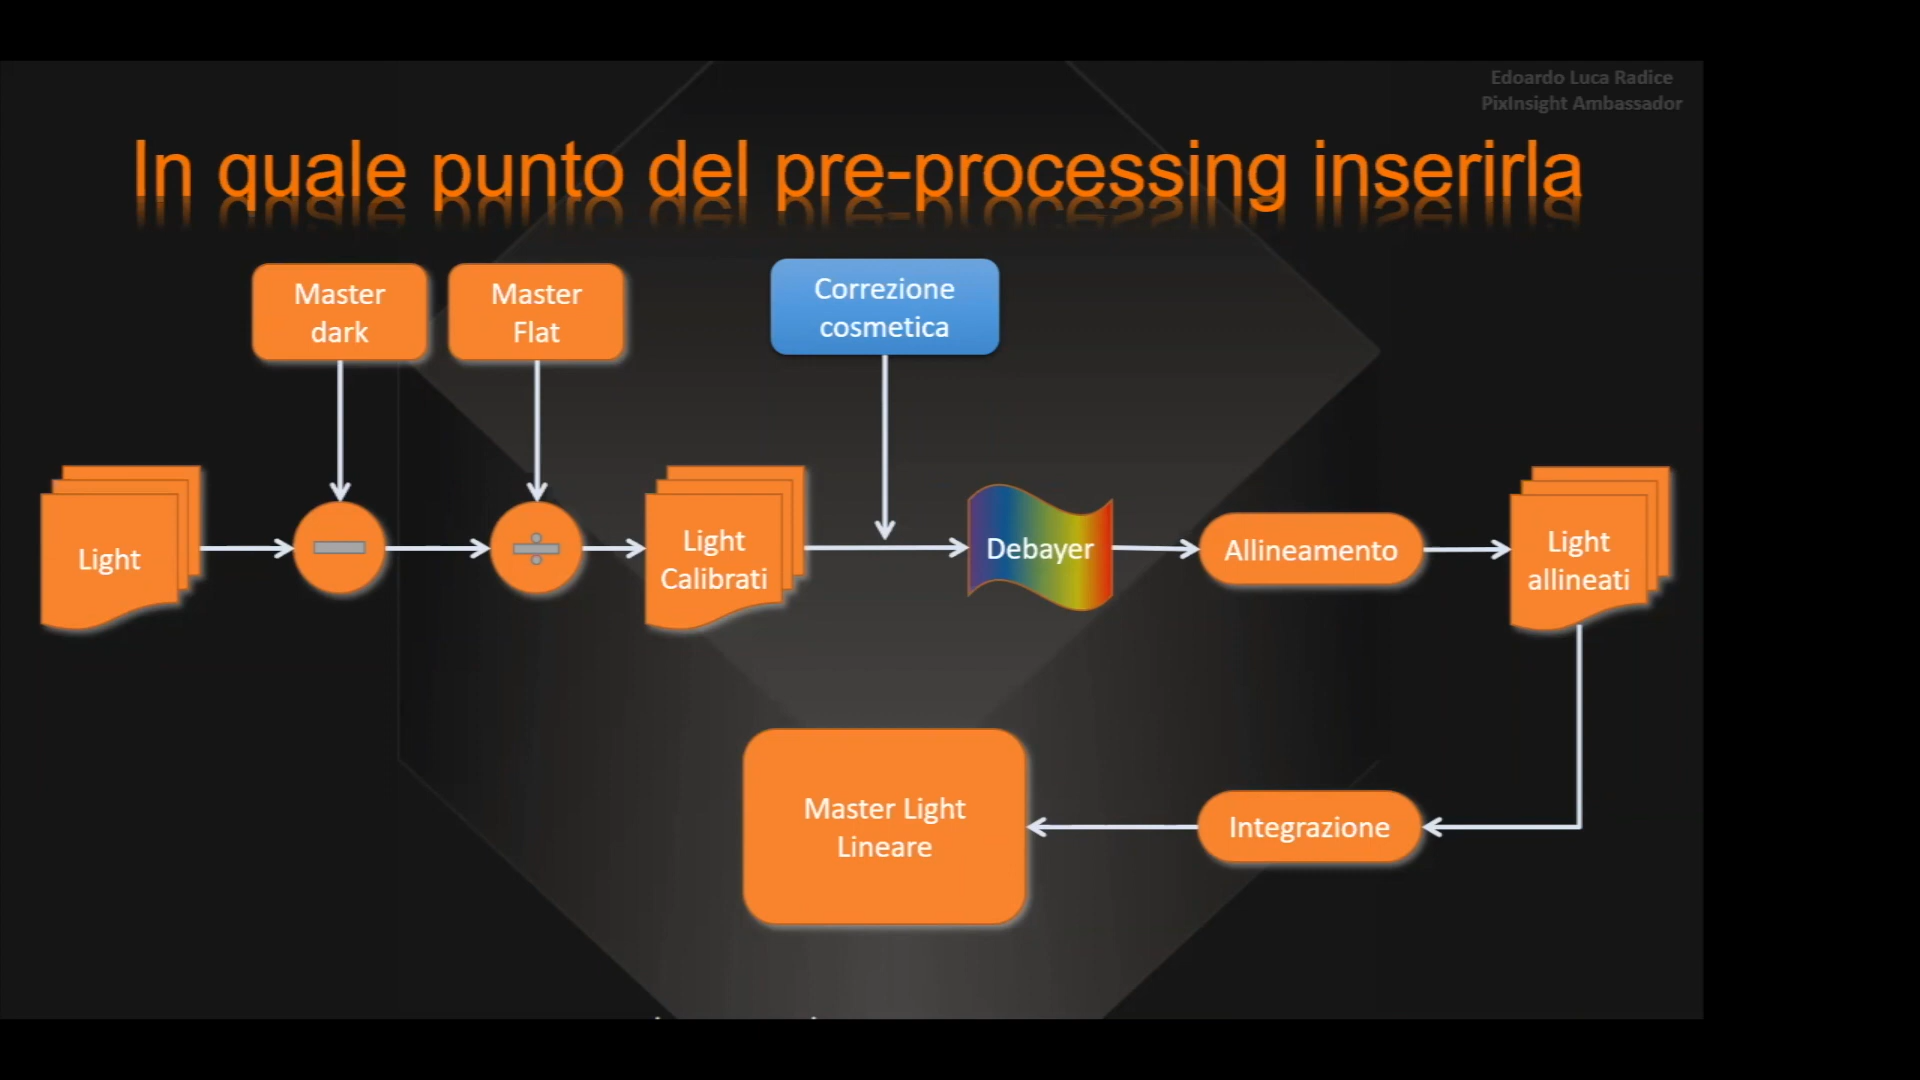 Edoardo Luca Radice
PixInsight Ambassador
In quale punto del pre-processing inserirla
Master
dark
Master
Flat
Correzione
cosmetica
Light
Light
Calibrati
Debayer
Allineamento
Light
allineati
Master Light
Lineare
Integrazione